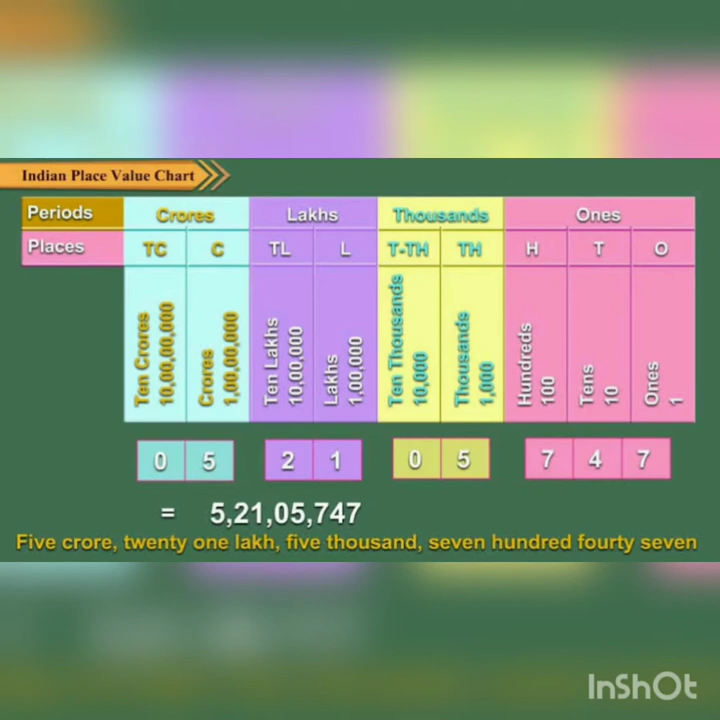 Indian Place Value Chart
Periods Crores Lakhs Thousands Ones
Places TC C TL L T-TH TH H T O
Ten Crores 10,00,00,000
Crores 1,00,00,000
Ten Lakhs 10,00,000
Lakhs 1,00,000
Ten Thousands 10,000
Thousands 1,000
Hundreds 100
Tens 10
Ones 1
0 5 2 1 0 5 7 4 7
= 5,21,05,747
Five crore, twenty one lakh, five thousand, seven hundred fourty seven
InShOt